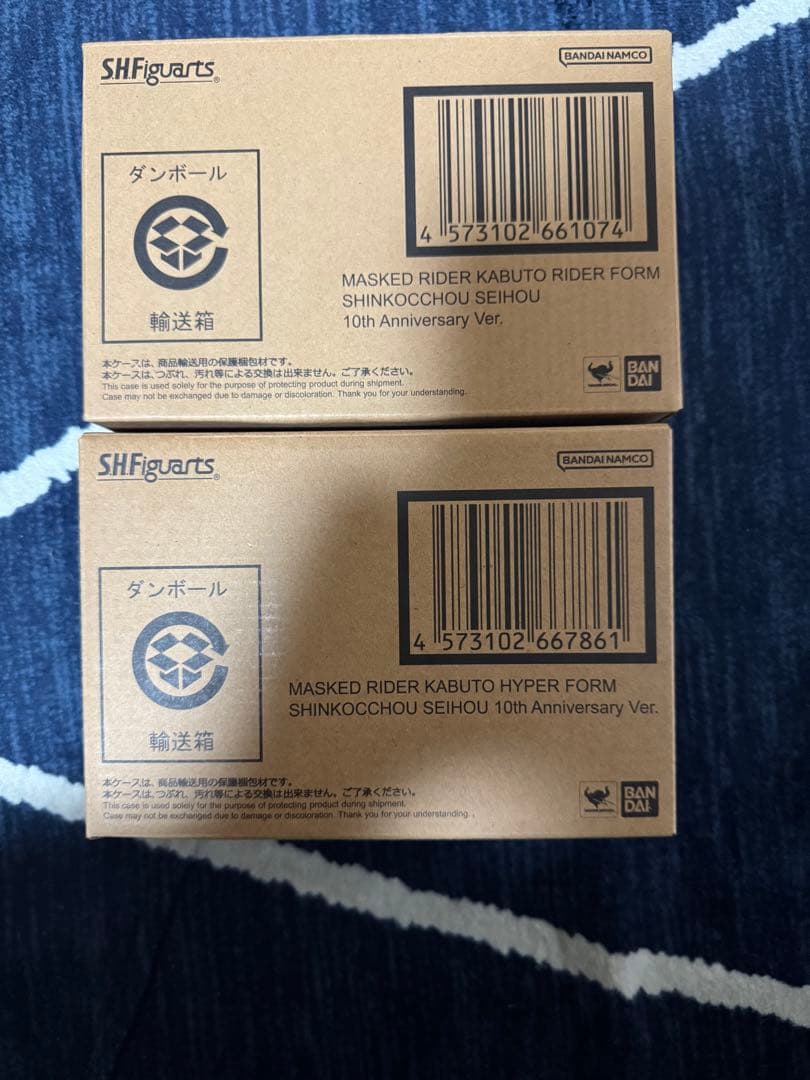 S.H.Figuarts®
BANDAI NAMCO
ダンボール
輸送箱
4 573102 661074
MASKED RIDER KABUTO RIDER FORM
SHINKOCCHOU SEIHOU
10th Anniversary Ver.
本ケースは、商品輸送用の保護梱包材です。
本ケースは、つぶれ、汚れ等による交換は出来ません。ご了承ください。
This case is used solely for the purpose of protecting product during shipment.
Case may not be exchanged due to damage or discoloration. Thank you for your understanding.
BAN
DAI
S.H.Figuarts®
BANDAI NAMCO
ダンボール
輸送箱
4 573102 667861
MASKED RIDER KABUTO HYPER FORM
SHINKOCCHOU SEIHOU 10th Anniversary Ver.
本ケースは、商品輸送用の保護梱包材です。
本ケースは、つぶれ、汚れ等による交換は出来ません。ご了承ください。
This case is used solely for the purpose of protecting product during shipment.
Case may not be exchanged due to damage or discoloration. Thank you for your understanding.
BAN
DAI